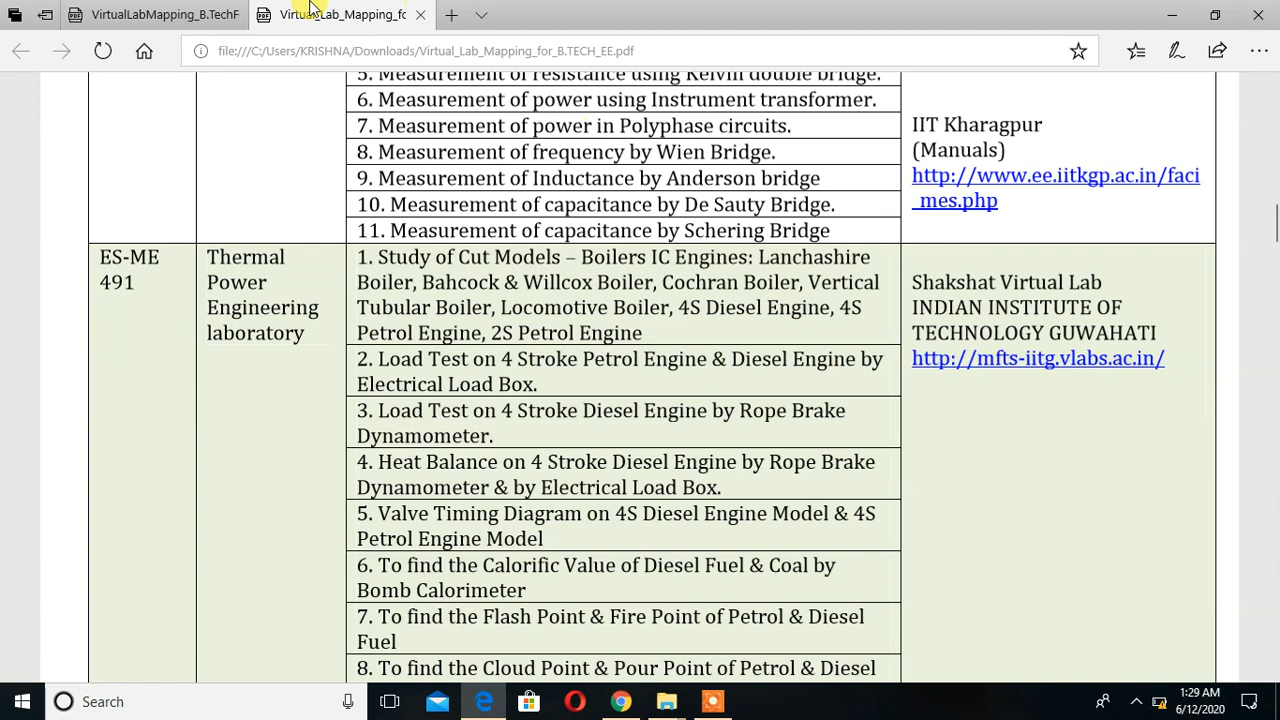 VirtualLabMapping_B.TechF
Virtual_Lab_Mapping_fo
file:///C:/Users/KRISHNA/Downloads/Virtual_Lab_Mapping_for_B.TECH_EE.pdf
5. Measurement of resistance using Kelvin double bridge.
6. Measurement of power using Instrument transformer.
7. Measurement of power in Polyphase circuits.
8. Measurement of frequency by Wien Bridge.
9. Measurement of Inductance by Anderson bridge
10. Measurement of capacitance by De Sauty Bridge.
11. Measurement of capacitance by Schering Bridge
IIT Kharagpur
(Manuals)
http://www.ee.iitkgp.ac.in/faci
_mes.php
ES-ME
491
Thermal
Power
Engineering
laboratory
1. Study of Cut Models – Boilers IC Engines: Lanchashire
Boiler, Bahcock & Willcox Boiler, Cochran Boiler, Vertical
Tubular Boiler, Locomotive Boiler, 4S Diesel Engine, 4S
Petrol Engine, 2S Petrol Engine
2. Load Test on 4 Stroke Petrol Engine & Diesel Engine by
Electrical Load Box.
3. Load Test on 4 Stroke Diesel Engine by Rope Brake
Dynamometer.
4. Heat Balance on 4 Stroke Diesel Engine by Rope Brake
Dynamometer & by Electrical Load Box.
5. Valve Timing Diagram on 4S Diesel Engine Model & 4S
Petrol Engine Model
6. To find the Calorific Value of Diesel Fuel & Coal by
Bomb Calorimeter
7. To find the Flash Point & Fire Point of Petrol & Diesel
Fuel
8. To find the Cloud Point & Pour Point of Petrol & Diesel
Shakshat Virtual Lab
INDIAN INSTITUTE OF
TECHNOLOGY GUWAHATI
http://mfts-iitg.vlabs.ac.in/
Search
1:29 AM
6/12/2020